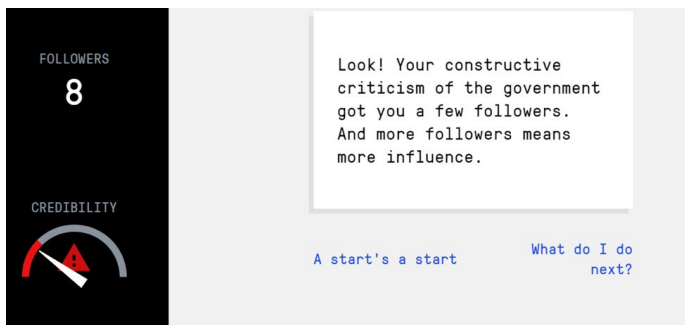 FOLLOWERS
8
CREDIBILITY
Look! Your constructive
criticism of the government
got you a few followers.
And more followers means
more influence.
A start's a start
What do I do
next?